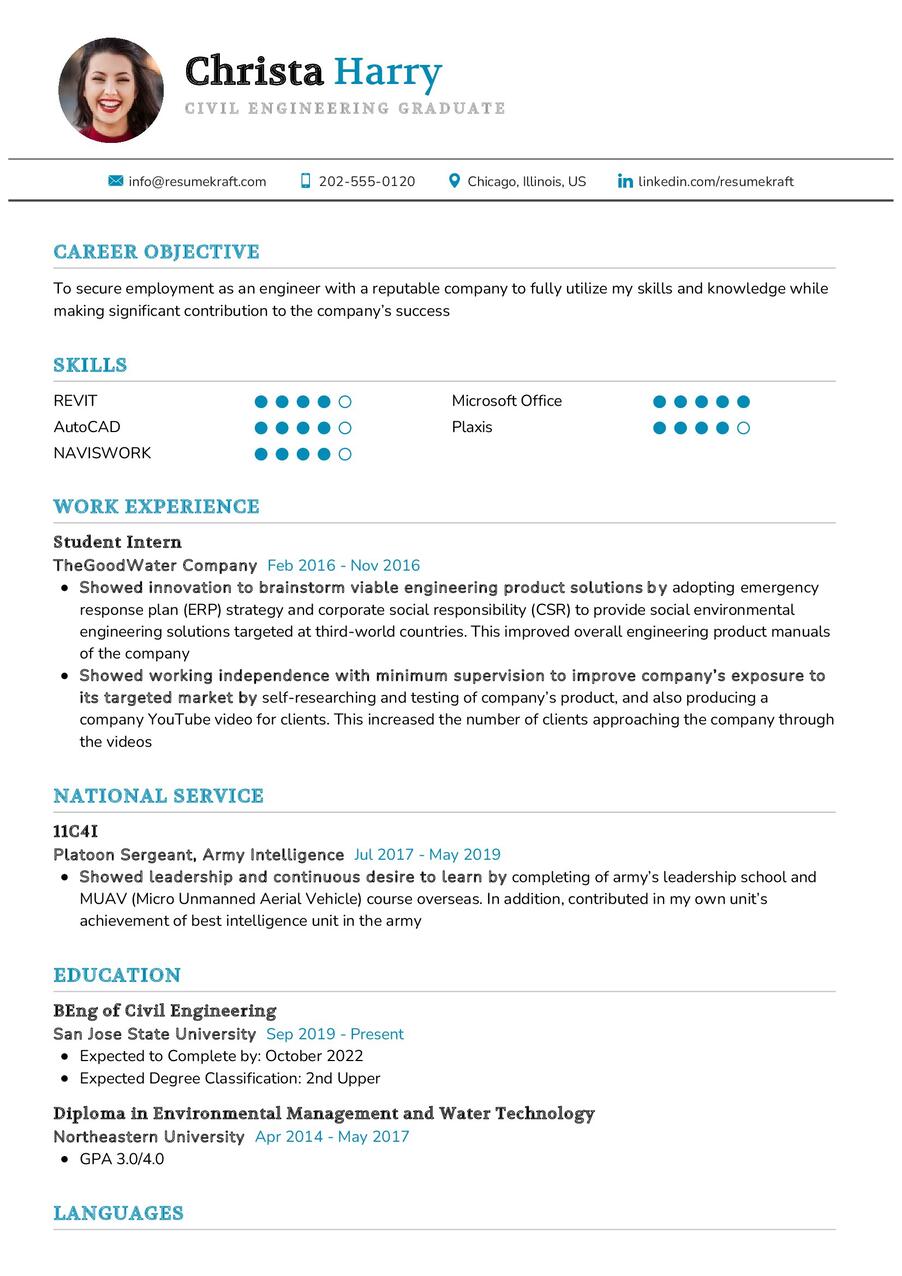 Christa Harry
CIVIL ENGINEERING GRADUATE
info@resumekraft.com 202-555-0120 Chicago, Illinois, US linkedin.com/resumekraft
CAREER OBJECTIVE
To secure employment as an engineer with a reputable company to fully utilize my skills and knowledge while
making significant contribution to the company’s success
SKILLS
REVIT Microsoft Office
AutoCAD Plaxis
NAVISWORK
WORK EXPERIENCE
Student Intern
TheGoodWater Company Feb 2016 - Nov 2016
• Showed innovation to brainstorm viable engineering product solutions by adopting emergency
response plan (ERP) strategy and corporate social responsibility (CSR) to provide social environmental
engineering solutions targeted at third-world countries. This improved overall engineering product manuals
of the company
• Showed working independence with minimum supervision to improve company’s exposure to
its targeted market by self-researching and testing of company’s product, and also producing a
company YouTube video for clients. This increased the number of clients approaching the company through
the videos
NATIONAL SERVICE
11C4I
Platoon Sergeant, Army Intelligence Jul 2017 - May 2019
• Showed leadership and continuous desire to learn by completing of army’s leadership school and
MUAV (Micro Unmanned Aerial Vehicle) course overseas. In addition, contributed in my own unit’s
achievement of best intelligence unit in the army
EDUCATION
BEng of Civil Engineering
San Jose State University Sep 2019 - Present
• Expected to Complete by: October 2022
• Expected Degree Classification: 2nd Upper
Diploma in Environmental Management and Water Technology
Northeastern University Apr 2014 - May 2017
• GPA 3.0/4.0
LANGUAGES